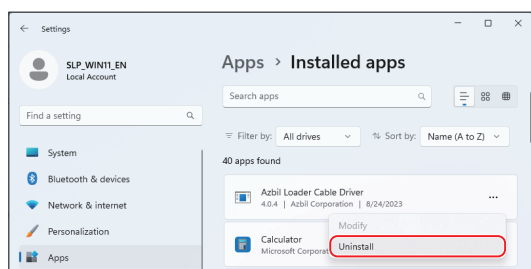 Settings
SLP_WIN11_EN
Local Account
Find a setting
System
Bluetooth & devices
Network & internet
Personalization
Apps
Apps > Installed apps
Search apps
Filter by: All drives Sort by: Name (A to Z)
40 apps found
Azbil Loader Cable Driver
4.0.4 | Azbil Corporation | 8/24/2023
Modify
Calculator
Uninstall
Microsoft Corporat